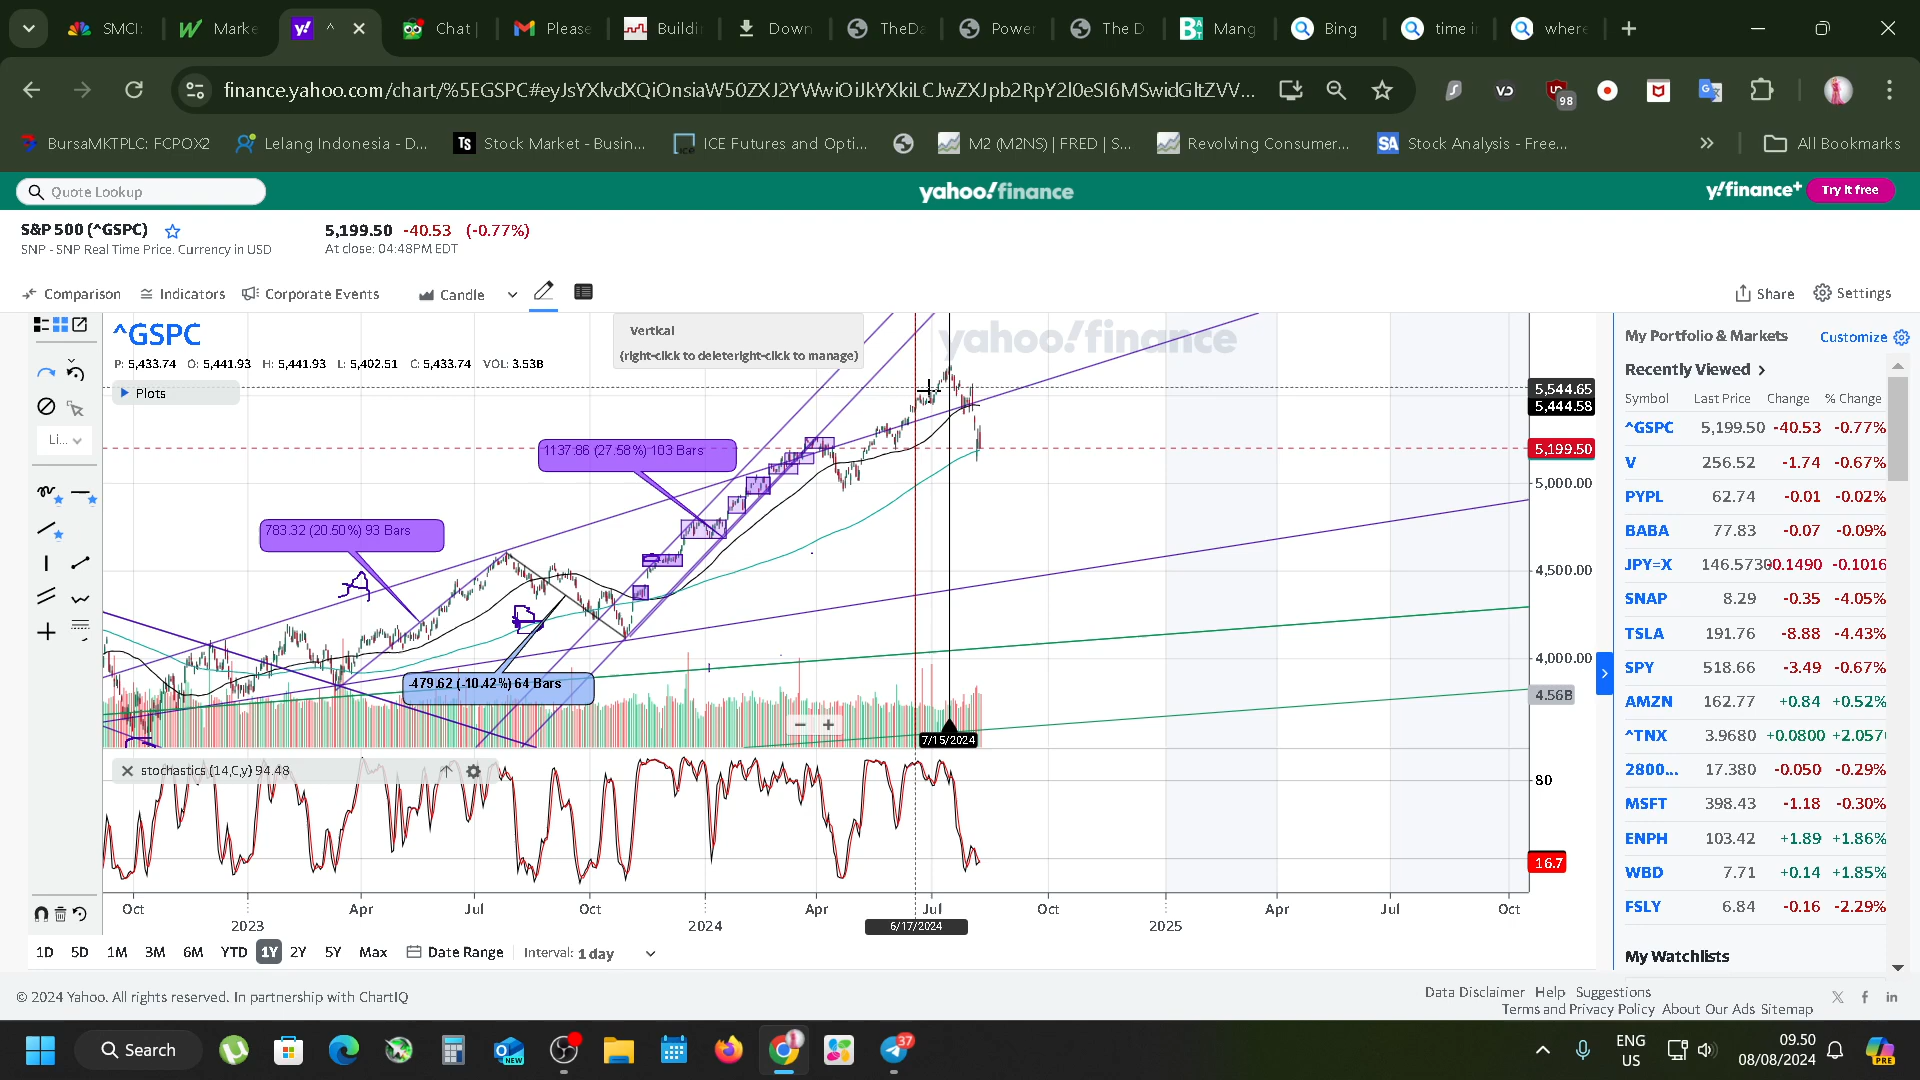 SMCI:
Marke
^
Chat |
Please
Buildi
Down
TheDa
Power
The D
Mang
Bing
time i
where
finance.yahoo.com/chart/%5EGSPC#eyJsYXlvdXQiOnsiaW50ZXJ2YWwiOiJkYXkiLCJwZXJpb2RpY2l0eSI6MSwidGltZVV...
98
BursaMKTPLC: FCPOX2
Lelang Indonesia - D...
Stock Market - Busin...
ICE Futures and Opti...
M2 (M2NS) | FRED | S...
Revolving Consumer...
Stock Analysis - Free...
All Bookmarks
Quote Lookup
yahoo!finance
y!finance+
Try it free
S&P 500 (^GSPC)
SNP - SNP Real Time Price. Currency in USD
5,199.50 -40.53 (-0.77%)
At close: 04:48PM EDT
Comparison
Indicators
Corporate Events
Candle
Share
Settings
^GSPC
P: 5,433.74 O: 5,441.93 H: 5,441.93 L: 5,402.51 C: 5,433.74 VOL: 3.53B
Plots
Vertical
(right-click to deleteright-click to manage)
yahoo!finance
Li...
1137.86 (27.58%) 103 Bars
783.32 (20.50%) 93 Bars
A
B
-479.62 (-10.42%) 64 Bars
5,544.65
5,444.58
5,199.50
5,000.00
4,500.00
4,000.00
4.56B
7/15/2024
stochastics (14,C,y) 94.48
80
16.7
Oct
2023
Apr
Jul
Oct
2024
Apr
Jul
6/17/2024
Oct
2025
Apr
Jul
Oct
1D 5D 1M 3M 6M YTD 1Y 2Y 5Y Max Date Range Interval: 1 day
My Portfolio & Markets Customize
Recently Viewed
Symbol Last Price Change % Change
^GSPC 5,199.50 -40.53 -0.77%
V 256.52 -1.74 -0.67%
PYPL 62.74 -0.01 -0.02%
BABA 77.83 -0.07 -0.09%
JPY=X 146.5730 -0.1490 -0.1016
SNAP 8.29 -0.35 -4.05%
TSLA 191.76 -8.88 -4.43%
SPY 518.66 -3.49 -0.67%
AMZN 162.77 +0.84 +0.52%
^TNX 3.9680 +0.0800 +2.057
2800... 17.380 -0.050 -0.29%
MSFT 398.43 -1.18 -0.30%
ENPH 103.42 +1.89 +1.86%
WBD 7.71 +0.14 +1.85%
FSLY 6.84 -0.16 -2.29%
My Watchlists
© 2024 Yahoo. All rights reserved. In partnership with ChartIQ
Data Disclaimer Help Suggestions
Terms and Privacy Policy About Our Ads Sitemap
Search
NEW
37
ENG
US
09.50
08/08/2024
PRE